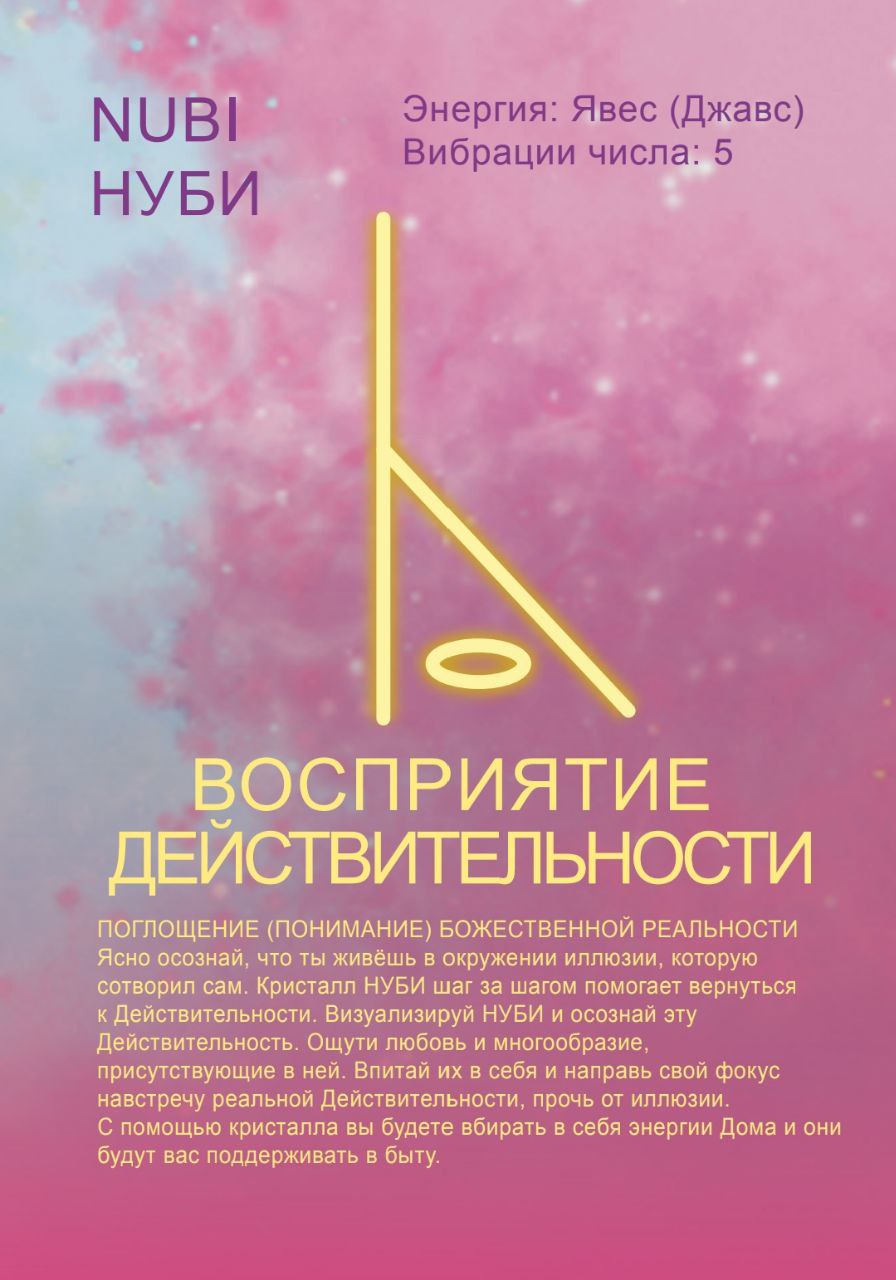 NUBI
НУБИ
Энергия: Явес (Джавс)
Вибрации числа: 5
ВОСПРИЯТИЕ
ДЕЙСТВИТЕЛЬНОСТИ
ПОГЛОЩЕНИЕ (ПОНИМАНИЕ) БОЖЕСТВЕННОЙ РЕАЛЬНОСТИ
Ясно осознай, что ты живёшь в окружении иллюзии, которую
сотворил сам. Кристалл НУБИ шаг за шагом помогает вернуться
к Действительности. Визуализируй НУБИ и осознай эту
Действительность. Ощути любовь и многообразие,
присутствующие в ней. Впитай их в себя и направь свой фокус
навстречу реальной Действительности, прочь от иллюзии.
С помощью кристалла вы будете вбирать в себя энергии Дома и они
будут вас поддерживать в быту.